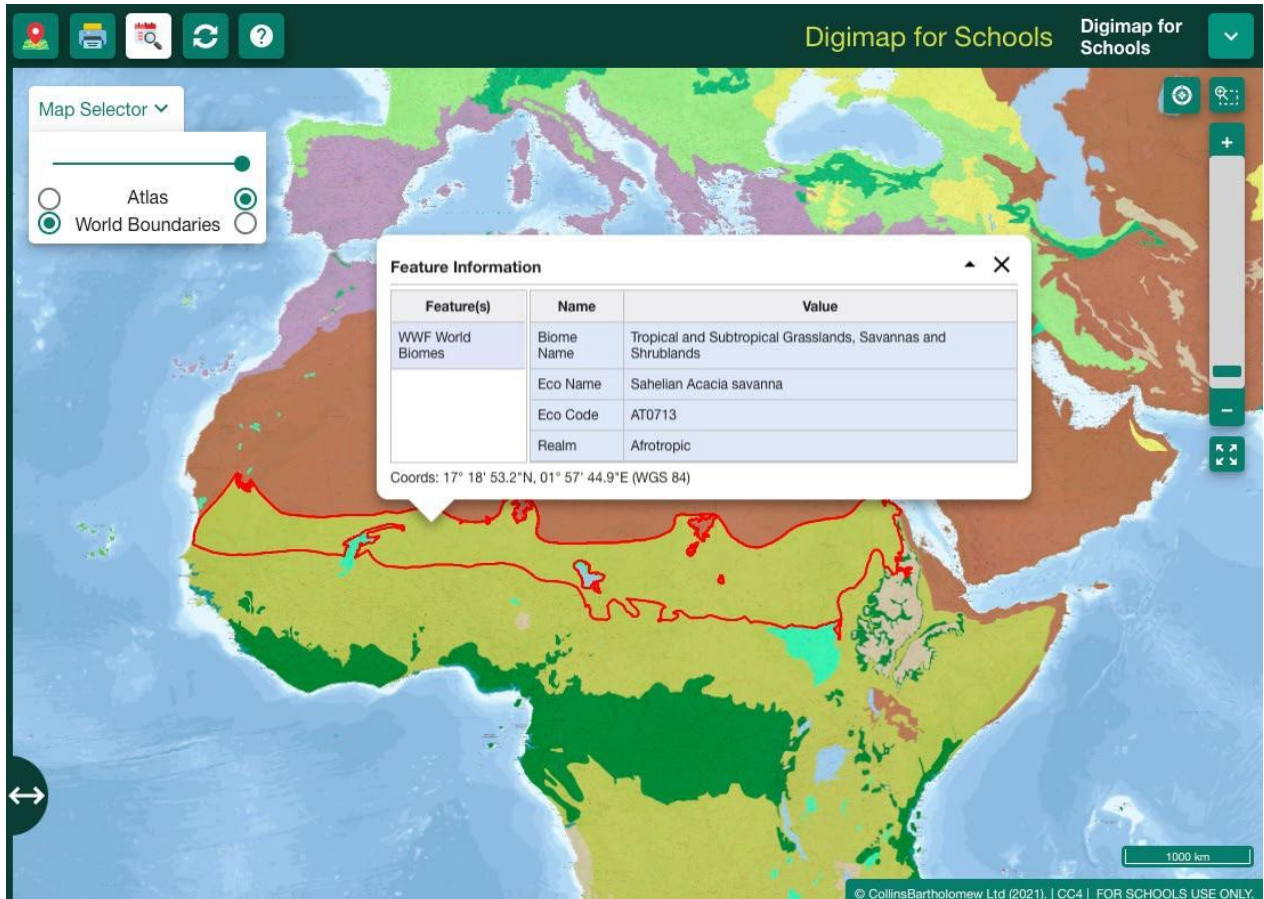 Digimap for Schools
Digimap for
Schools
Map Selector
Atlas
World Boundaries
+
Feature Information
Feature(s) Name Value
WWF World
Biomes
Biome
Name
Tropical and Subtropical Grasslands, Savannas and
Shrublands
Eco Name Sahelian Acacia savanna
Eco Code AT0713
Realm Afrotropic
Coords: 17° 18' 53.2"N, 01° 57' 44.9"E (WGS 84)
-
1000 km
© CollinsBartholomew Ltd (2021). | CC4 | FOR SCHOOLS USE ONLY.